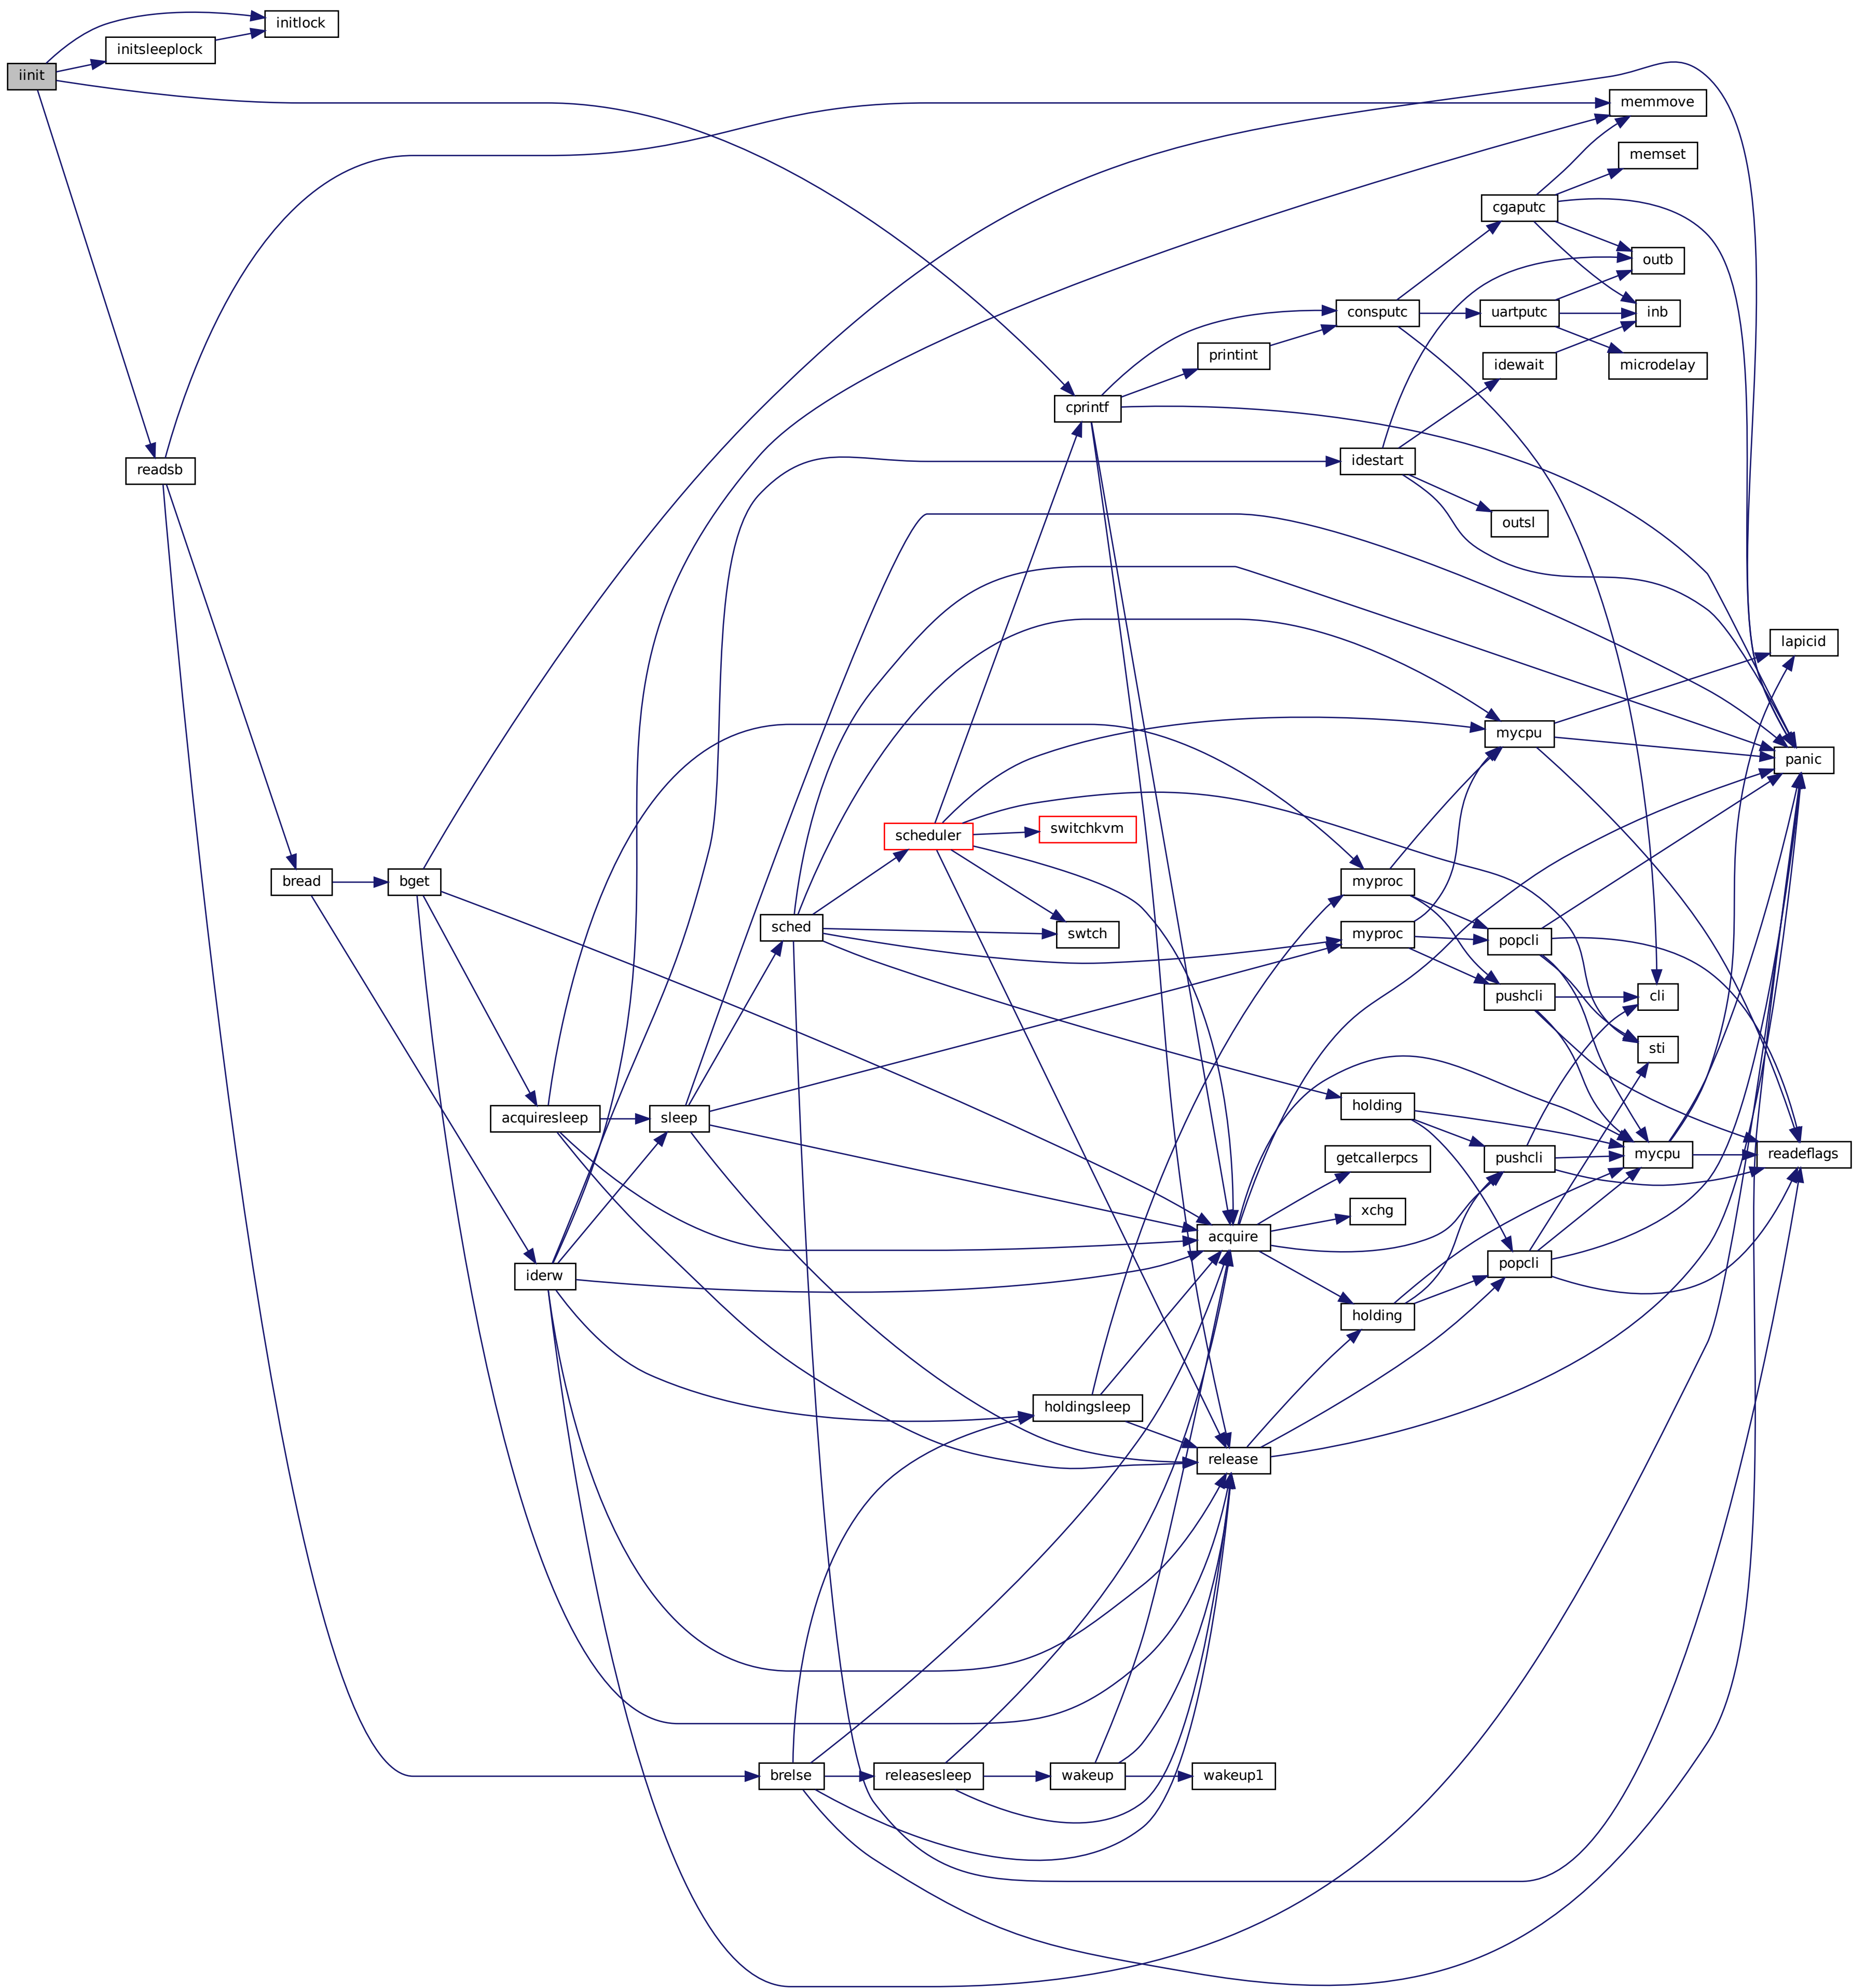 initlock
initsleeplock
iinit
memmove
memset
cgaputc
outb
consputc
uartputc
inb
printint
idewait
microdelay
cprintf
readsb
idestart
outsl
lapicid
mycpu
panic
scheduler
switchkvm
bread
bget
myproc
sched
swtch
myproc
popcli
pushcli
cli
sti
acquiresleep
sleep
holding
getcallerpcs
pushcli
mycpu
readeflags
xchg
acquire
iderw
popcli
holding
holdingsleep
release
brelse
releasesleep
wakeup
wakeup1